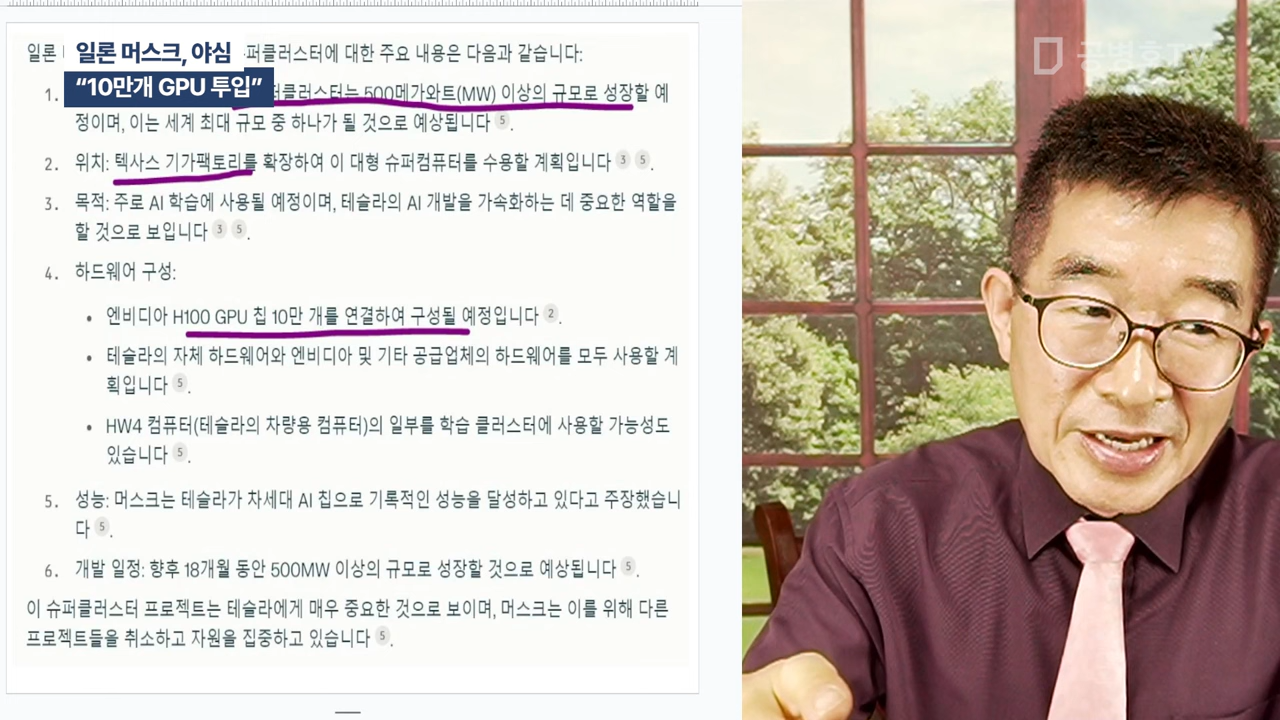 일론 머스크, 야심
"10만개 GPU 투입"
공병호TV
일론
퍼클러스터에 대한 주요 내용은 다음과 같습니다:
1. 퍼클러스터는 500메가와트(MW) 이상의 규모로 성장할 예
정이며, 이는 세계 최대 규모 중 하나가 될 것으로 예상됩니다 5.
2. 위치: 텍사스 기가팩토리를 확장하여 이 대형 슈퍼컴퓨터를 수용할 계획입니다 3 5.
3. 목적: 주로 AI 학습에 사용될 예정이며, 테슬라의 AI 개발을 가속화하는 데 중요한 역할을
할 것으로 보입니다 3 5.
4. 하드웨어 구성:
• 엔비디아 H100 GPU 칩 10만 개를 연결하여 구성될 예정입니다 2.
• 테슬라의 자체 하드웨어와 엔비디아 및 기타 공급업체의 하드웨어를 모두 사용할 계
획입니다 5.
• HW4 컴퓨터(테슬라의 차량용 컴퓨터)의 일부를 학습 클러스터에 사용할 가능성도
있습니다 5.
5. 성능: 머스크는 테슬라가 차세대 AI 칩으로 기록적인 성능을 달성하고 있다고 주장했습니
다 5.
6. 개발 일정: 향후 18개월 동안 500MW 이상의 규모로 성장할 것으로 예상됩니다 5.
이 슈퍼클러스터 프로젝트는 테슬라에게 매우 중요한 것으로 보이며, 머스크는 이를 위해 다른
프로젝트들을 취소하고 자원을 집중하고 있습니다 5.